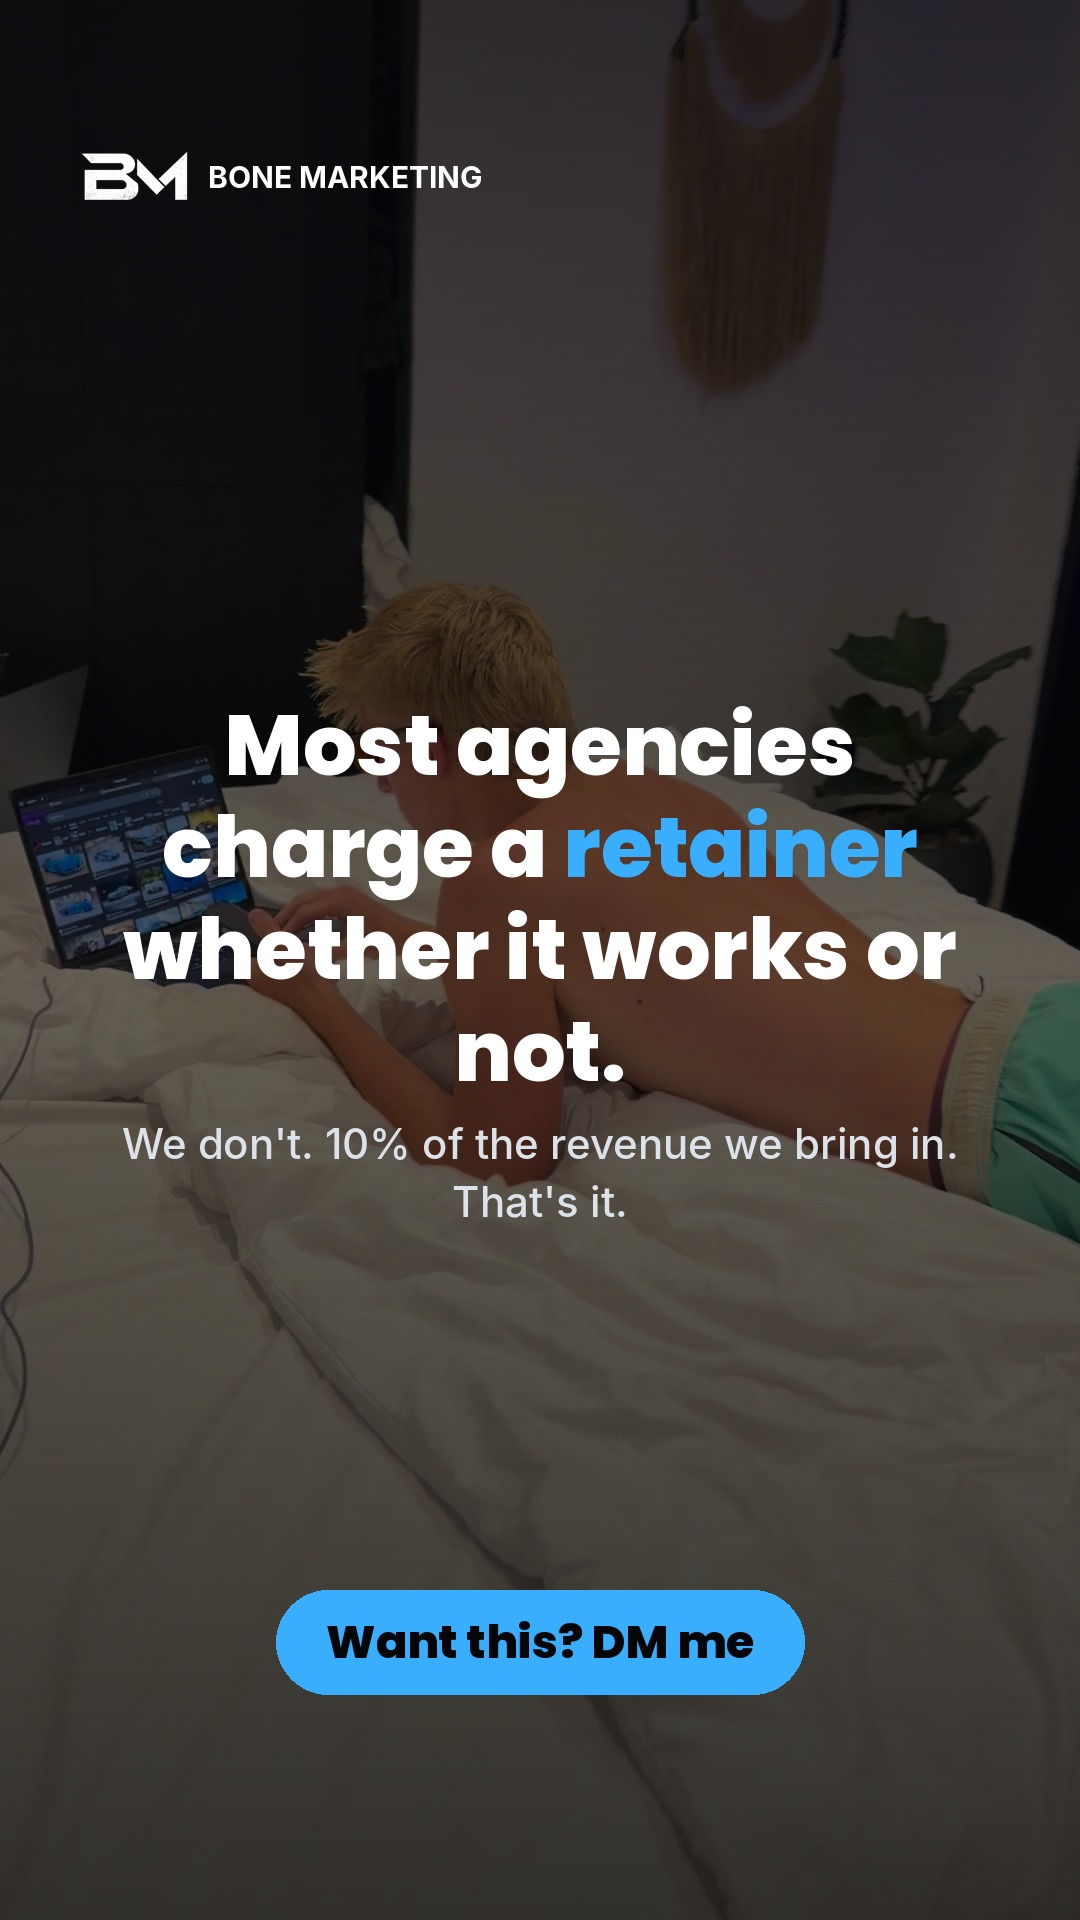 BM BONE MARKETING
Most agencies
charge a retainer
whether it works or
not.
We don't. 10% of the revenue we bring in.
That's it.
Want this? DM me